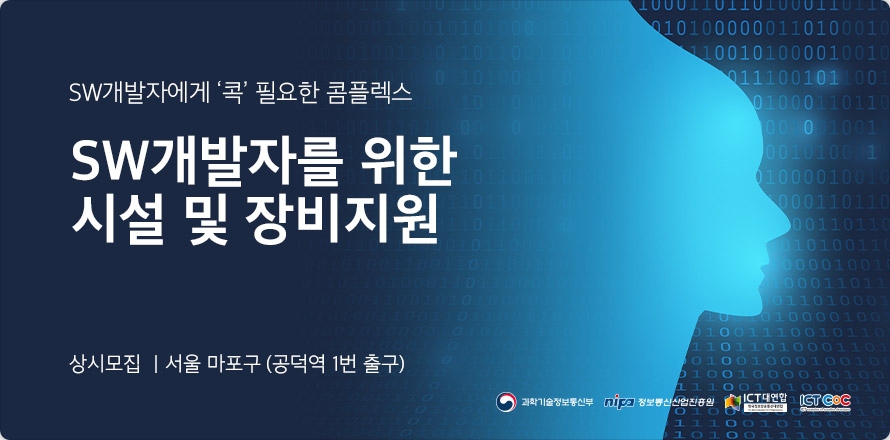 SW개발자에게 ‘콕’ 필요한 콤플렉스
SW개발자를 위한
시설 및 장비지원
상시모집 | 서울 마포구 (공덕역 1번 출구)
과학기술정보통신부 nipa 정보통신산업진흥원 ICT대연합 ICT COC